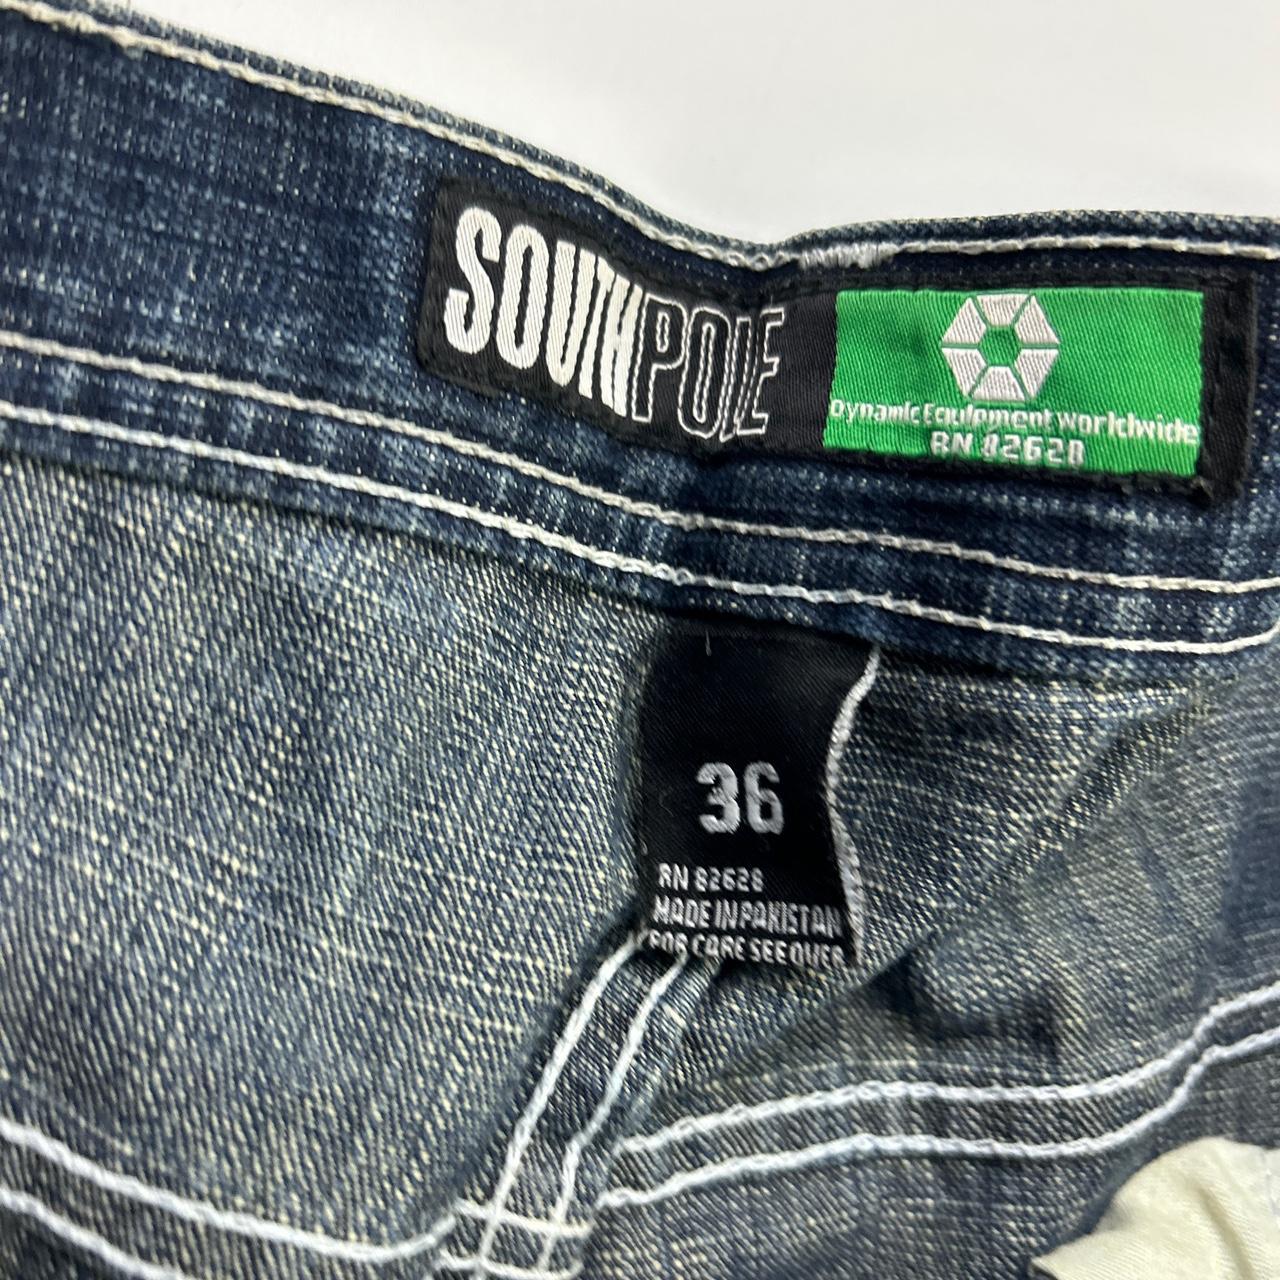 SOUTHPOLE
Dynamic Equipment Worldwide
RN 82628
36
RN 82628
MADE IN PAKISTAN
FOR CARE SEE OVER